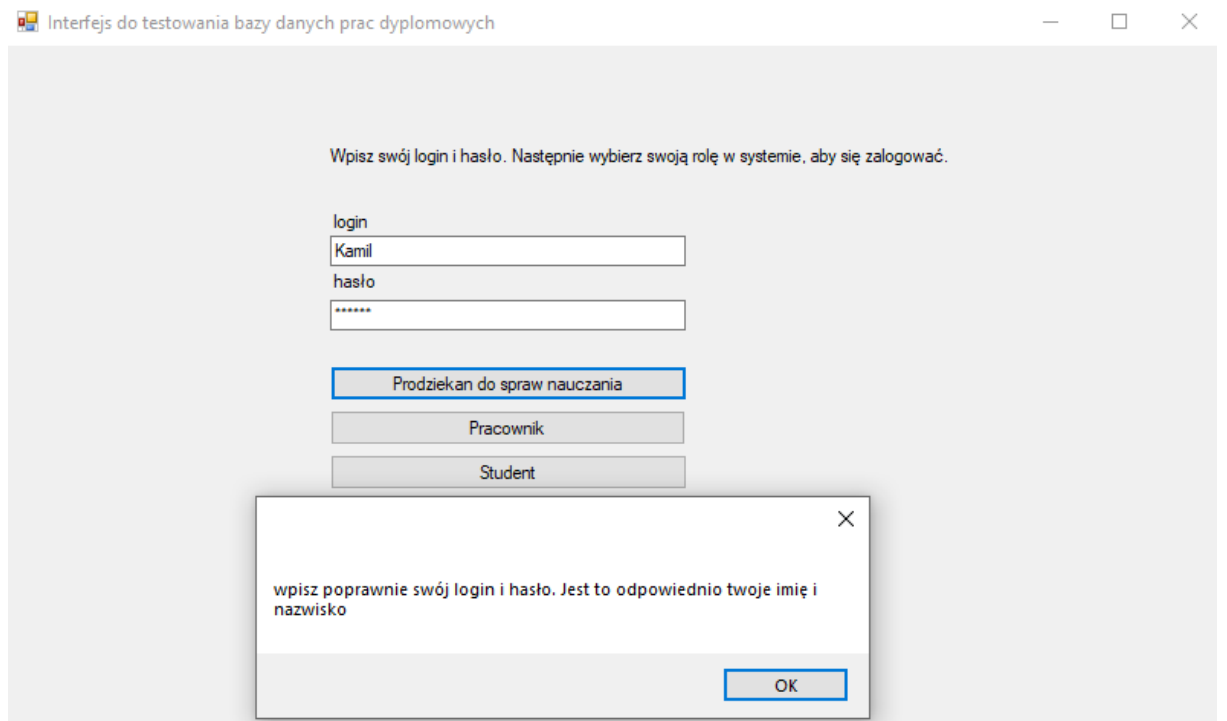 Interfejs do testowania bazy danych prac dyplomowych
Wpisz swój login i hasło. Następnie wybierz swoją rolę w systemie, aby się zalogować.
login
Kamil
hasło
******
Prodziekan do spraw nauczania
Pracownik
Student
wpisz poprawnie swój login i hasło. Jest to odpowiednio twoje imię i
nazwisko
OK